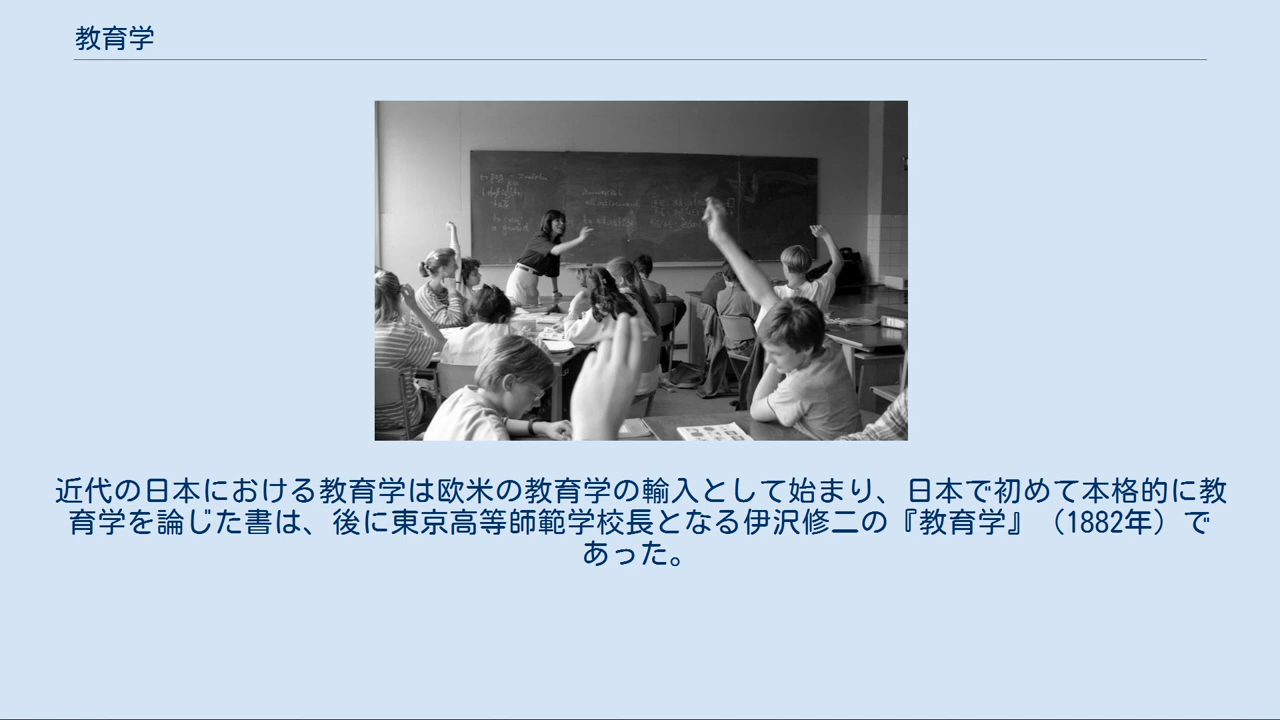 教育学
近代の日本における教育学は欧米の教育学の輸入として始まり、日本で初めて本格的に教
育学を論じた書は、後に東京高等師範学校長となる伊沢修二の『教育学』（1882年）で
あった。